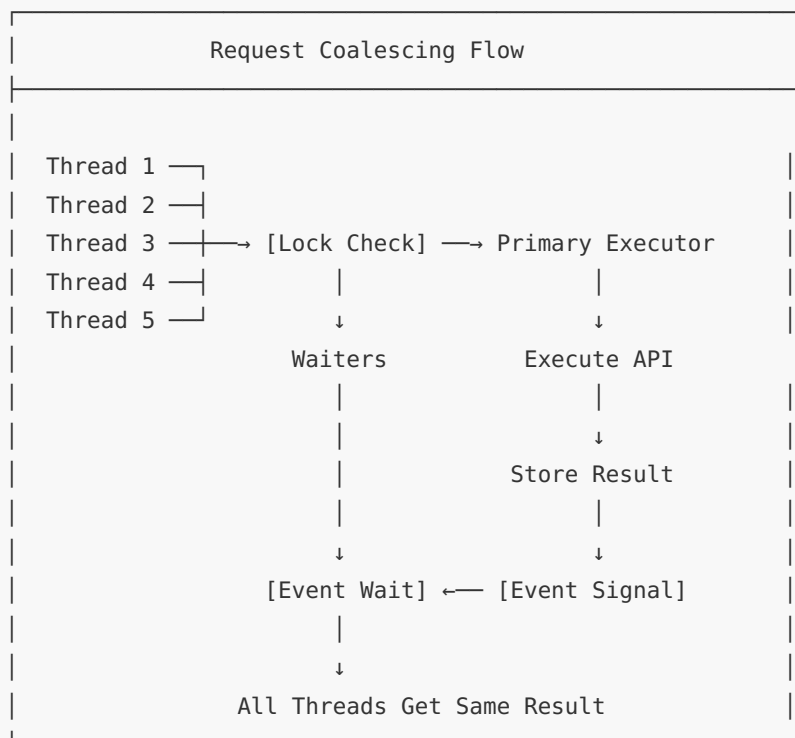 Request Coalescing Flow
Thread 1
Thread 2
Thread 3 → [Lock Check] → Primary Executor
Thread 4
Thread 5 ↓ ↓
Waiters Execute API
↓
Store Result
↓ ↓
[Event Wait] ← [Event Signal]
↓
All Threads Get Same Result